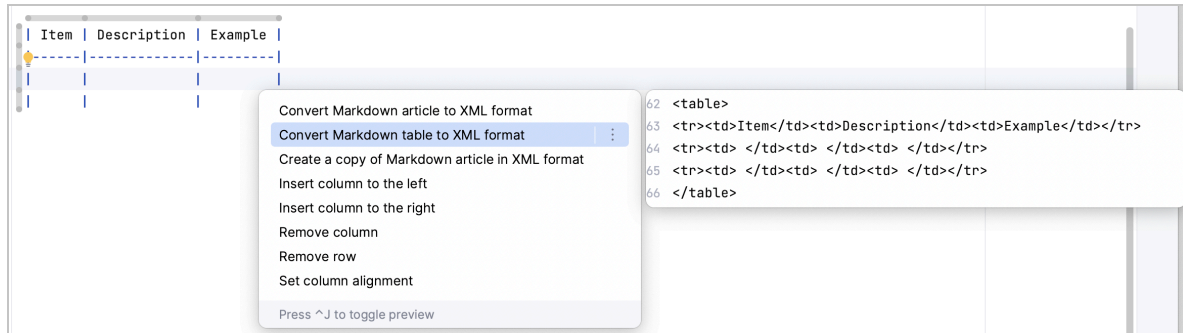 | Item | Description | Example |
|------|-------------|---------|
|      |             |         |
|      |             |         |
Convert Markdown article to XML format
Convert Markdown table to XML format
Create a copy of Markdown article in XML format
Insert column to the left
Insert column to the right
Remove column
Remove row
Set column alignment
Press ^J to toggle preview
62 <table>
63 <tr><td>Item</td><td>Description</td><td>Example</td></tr>
64 <tr><td> </td><td> </td><td> </td></tr>
65 <tr><td> </td><td> </td><td> </td></tr>
66 </table>